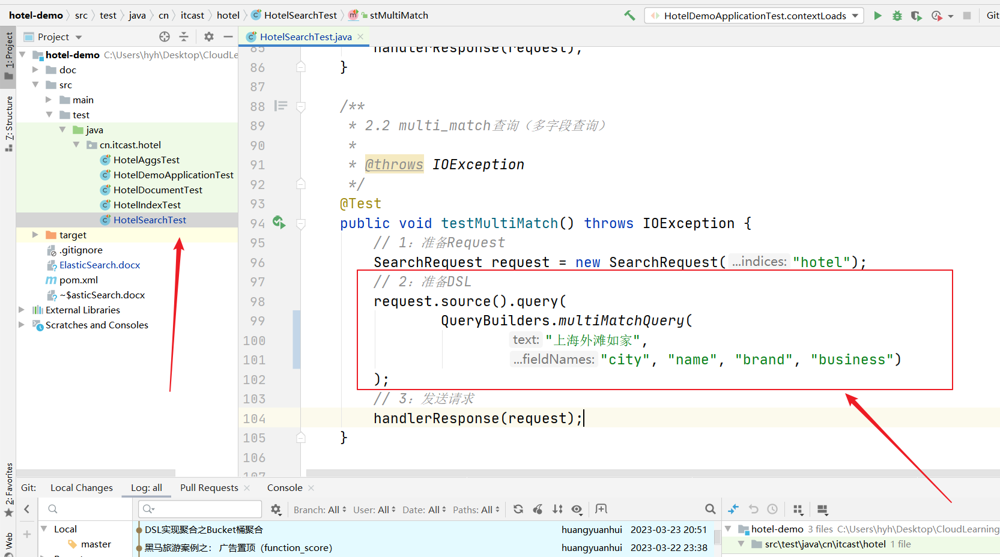 hotel-demo src test java cn itcast hotel HotelSearchTest stMultiMatch HotelDemoApplicationTest.contextLoads Git
1: Project
7: Structure
2: Favorites
Web
Project
hotel-demo C:\Users\hyh\Desktop\CloudLe
doc
src
main
test
java
cn.itcast.hotel
HotelAggsTest
HotelDemoApplicationTest
HotelDocumentTest
HotelIndexTest
HotelSearchTest
target
.gitignore
ElasticSearch.docx
pom.xml
~$asticSearch.docx
External Libraries
Scratches and Consoles
HotelSearchTest.java
85 handlerResponse(request);
86 }
87
88 /**
89 * 2.2 multi_match查询（多字段查询）
90 *
91 * @throws IOException
92 */
93 @Test
94 public void testMultiMatch() throws IOException {
95 // 1：准备Request
96 SearchRequest request = new SearchRequest( ...indices: "hotel");
97 // 2：准备DSL
98 request.source().query(
99 QueryBuilders.multiMatchQuery(
100 text: "上海外滩如家",
101 ...fieldNames: "city", "name", "brand", "business")
102 );
103 // 3：发送请求
104 handlerResponse(request);
105 }
106
107
Git: Local Changes Log: all Pull Requests Console
Branch: All User: All Date: All Paths: All
Local
master
DSL实现聚合之Bucket桶聚合 huangyuanhui 2023-03-23 20:51
黑马旅游案例之： 广告置顶（function_score） huangyuanhui 2023-03-22 23:38
hotel-demo 3 files C:\Users\hyh\Desktop\CloudLearning
src\test\java\cn\itcast\hotel 1 file